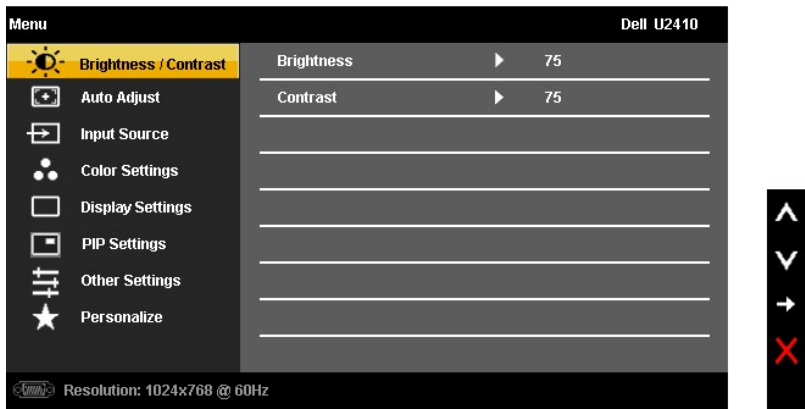 Menu Dell U2410
Brightness / Contrast Brightness 75
Auto Adjust Contrast 75
Input Source
Color Settings
Display Settings
PIP Settings
Other Settings
Personalize
Resolution: 1024x768 @ 60Hz